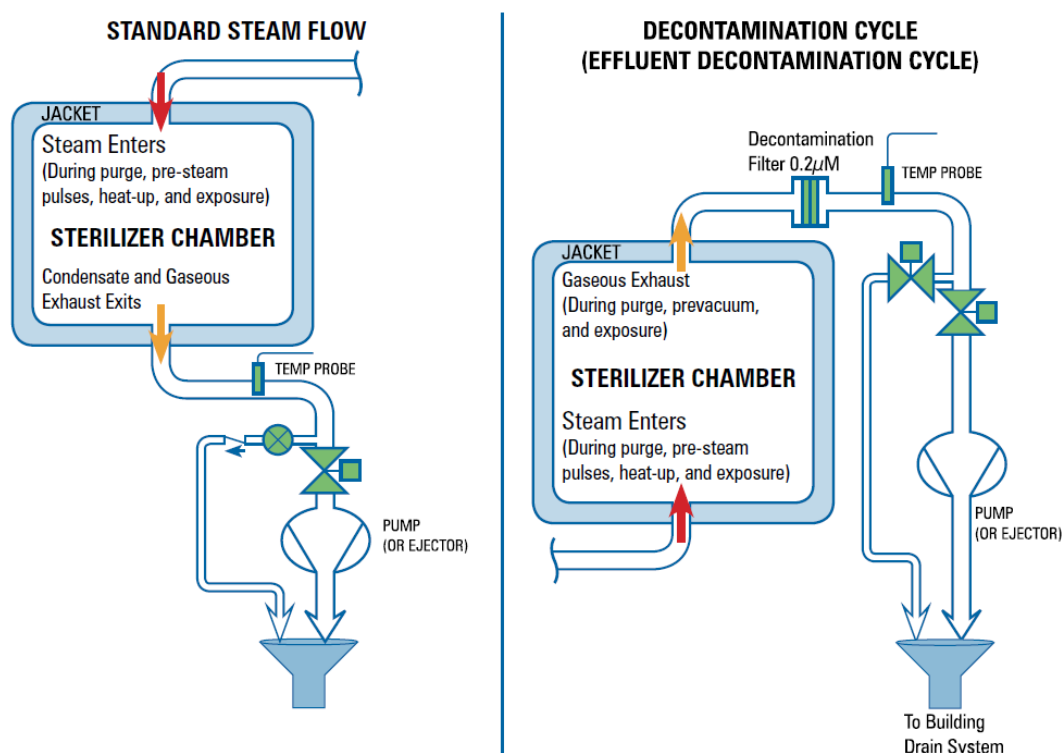 STANDARD STEAM FLOW
JACKET
Steam Enters
(During purge, pre-steam
pulses, heat-up, and exposure)
STERILIZER CHAMBER
Condensate and Gaseous
Exhaust Exits
TEMP PROBE
PUMP
(OR EJECTOR)
DECONTAMINATION CYCLE
(EFFLUENT DECONTAMINATION CYCLE)
Decontamination
Filter 0.2μM
TEMP PROBE
JACKET
Gaseous Exhaust
(During purge, prevacuum,
and exposure)
STERILIZER CHAMBER
Steam Enters
(During purge, pre-steam
pulses, heat-up, and exposure)
PUMP
(OR EJECTOR)
To Building
Drain System